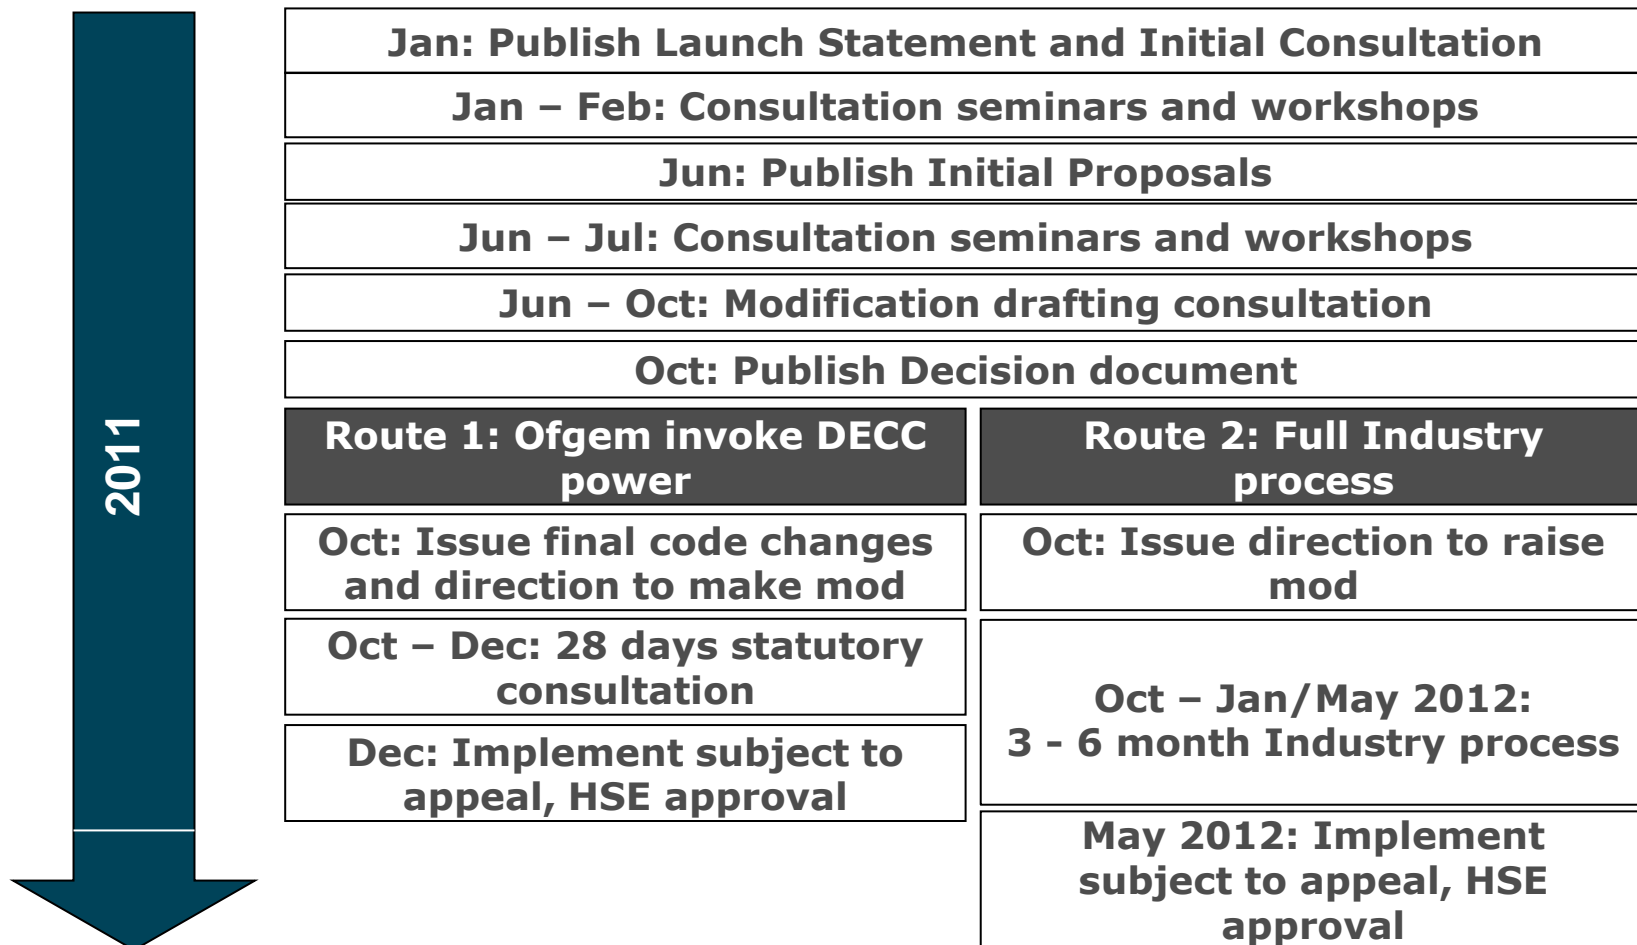 Jan: Publish Launch Statement and Initial Consultation
Jan – Feb: Consultation seminars and workshops
Jun: Publish Initial Proposals
Jun – Jul: Consultation seminars and workshops
Jun – Oct: Modification drafting consultation
Oct: Publish Decision document
2011
Route 1: Ofgem invoke DECC
power
Oct: Issue final code changes
and direction to make mod
Oct – Dec: 28 days statutory
consultation
Dec: Implement subject to
appeal, HSE approval
Route 2: Full Industry
process
Oct: Issue direction to raise
mod
Oct – Jan/May 2012:
3 - 6 month Industry process
May 2012: Implement
subject to appeal, HSE
approval